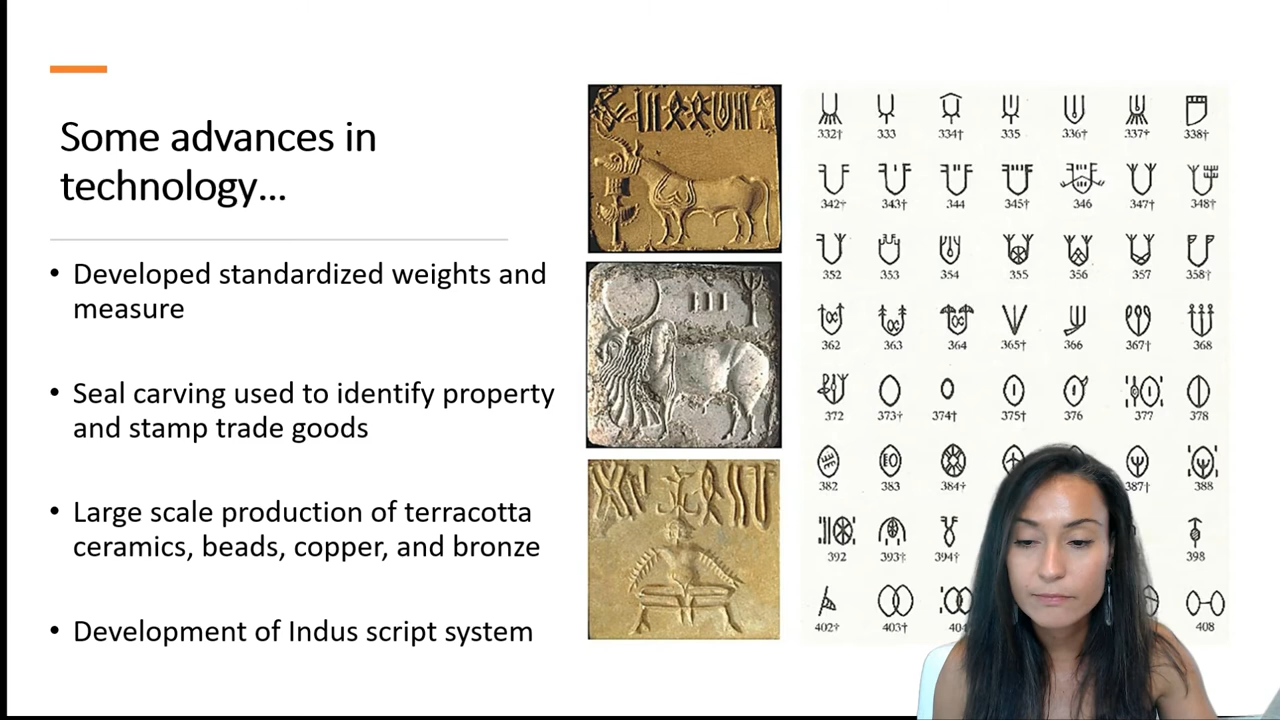 Some advances in
technology...
• Developed standardized weights and
measure
• Seal carving used to identify property
and stamp trade goods
• Large scale production of terracotta
ceramics, beads, copper, and bronze
• Development of Indus script system
332† 333 334† 335 336† 337† 338†
342† 343† 344 345† 346 347† 348†
352 353 354 355 356 357 358†
362 363 364 365† 366 367† 368
372 373† 374† 375† 376 377 378
382 383 384† 387† 388
392 393† 394† 398
402† 403† 404 408